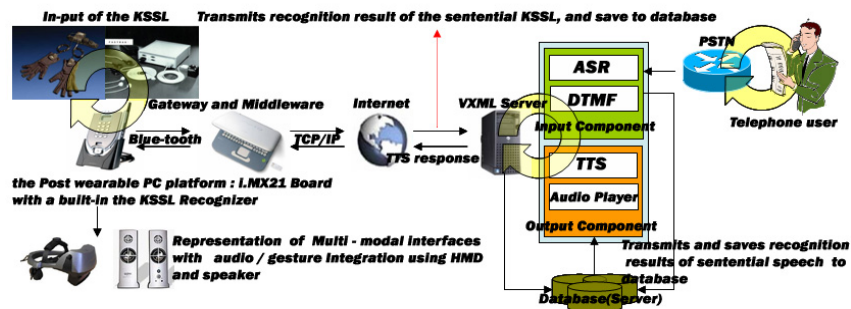 In-put of the KSSL
Transmits recognition result of the sentential KSSL, and save to database
PSTN
ASR
Gateway and Middleware
Internet
VXML Server
DTMF
Input Component
Telephone user
Blue-tooth
TCP/IP
TTS response
TTS
the Post wearable PC platform : i.MX21 Board
with a built-in the KSSL Recognizer
Audio Player
Output Component
Representation of Multi - modal interfaces
with audio / gesture Integration using HMD
and speaker
Transmits and saves recognition
results of sentential speech to
database
Database(Server)